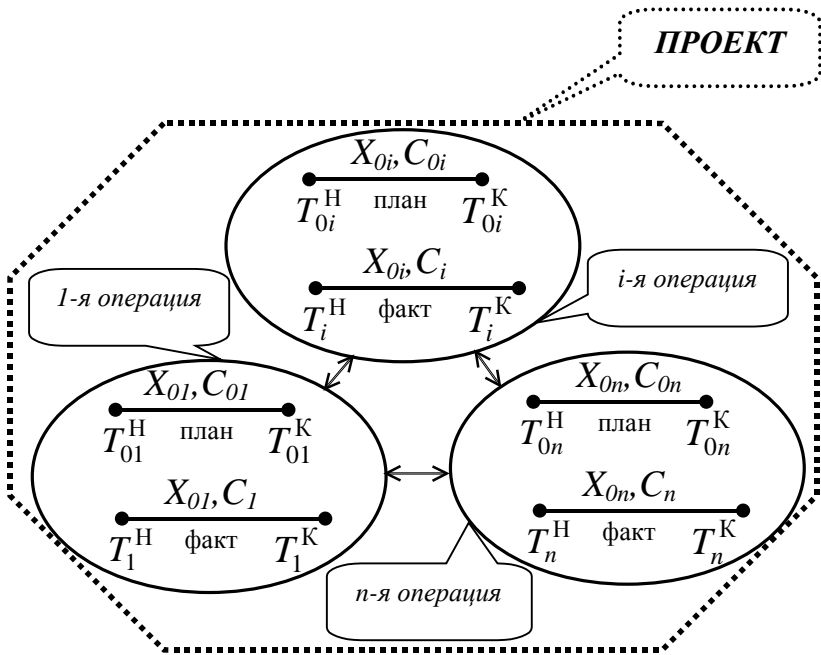 ПРОЕКТ
X0i, C0i
T0iН план T0iК
X0i, Ci
TiН факт TiК
i-я операция
1-я операция
X01, C01
T01Н план T01К
X01, C1
T1Н факт T1К
X0n, C0n
T0nН план T0nК
X0n, Cn
TnН факт TnК
n-я операция